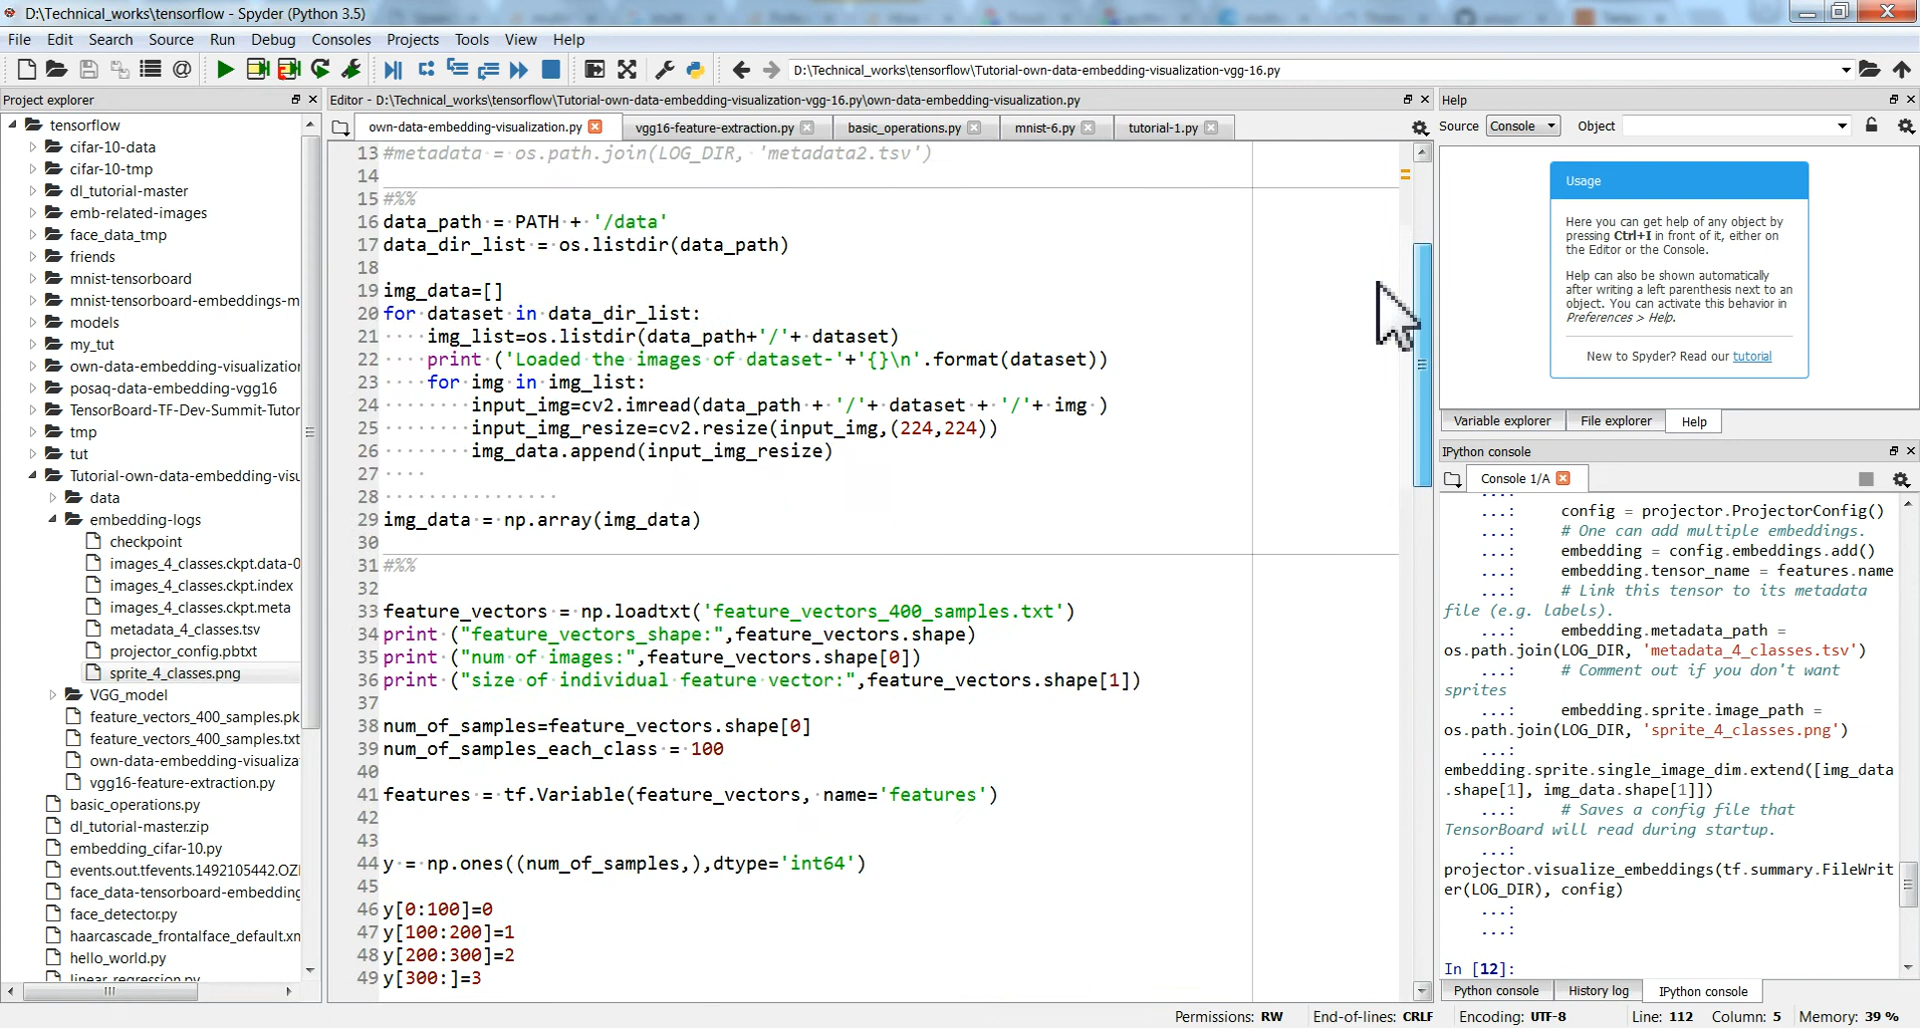 D:\Technical_works\tensorflow - Spyder (Python 3.5)
File Edit Search Source Run Debug Consoles Projects Tools View Help
D:\Technical_works\tensorflow\Tutorial-own-data-embedding-visualization-vgg-16.py
Project explorer
tensorflow
cifar-10-data
cifar-10-tmp
dl_tutorial-master
emb-related-images
face_data_tmp
friends
mnist-tensorboard
mnist-tensorboard-embeddings-m
models
my_tut
own-data-embedding-visualization
posaq-data-embedding-vgg16
TensorBoard-TF-Dev-Summit-Tutor
tmp
tut
Tutorial-own-data-embedding-visu
data
embedding-logs
checkpoint
images_4_classes.ckpt.data-0
images_4_classes.ckpt.index
images_4_classes.ckpt.meta
metadata_4_classes.tsv
projector_config.pbtxt
sprite_4_classes.png
VGG_model
feature_vectors_400_samples.pk
feature_vectors_400_samples.txt
own-data-embedding-visualiza
vgg16-feature-extraction.py
basic_operations.py
dl_tutorial-master.zip
embedding_cifar-10.py
events.out.tfevents.1492105442.OZ
face_data-tensorboard-embedding
face_detector.py
haarcascade_frontalface_default.xm
hello_world.py
linear_regression.py
Editor - D:\Technical_works\tensorflow\Tutorial-own-data-embedding-visualization-vgg-16.py\own-data-embedding-visualization.py
own-data-embedding-visualization.py vgg16-feature-extraction.py basic_operations.py mnist-6.py tutorial-1.py
13 #metadata = os.path.join(LOG_DIR, 'metadata2.tsv')
14
15 #%%
16 data_path = PATH + '/data'
17 data_dir_list = os.listdir(data_path)
18
19 img_data=[]
20 for dataset in data_dir_list:
21     img_list=os.listdir(data_path+'/'+ dataset)
22     print ('Loaded the images of dataset-'+'{}\n'.format(dataset))
23     for img in img_list:
24         input_img=cv2.imread(data_path + '/'+ dataset + '/'+ img )
25         input_img_resize=cv2.resize(input_img,(224,224))
26         img_data.append(input_img_resize)
27
28
29 img_data = np.array(img_data)
30
31 #%%
32
33 feature_vectors = np.loadtxt('feature_vectors_400_samples.txt')
34 print ("feature_vectors_shape:",feature_vectors.shape)
35 print ("num of images:",feature_vectors.shape[0])
36 print ("size of individual feature vector:",feature_vectors.shape[1])
37
38 num_of_samples=feature_vectors.shape[0]
39 num_of_samples_each_class = 100
40
41 features = tf.Variable(feature_vectors, name='features')
42
43
44 y = np.ones((num_of_samples,),dtype='int64')
45
46 y[0:100]=0
47 y[100:200]=1
48 y[200:300]=2
49 y[300:]=3
Help
Source Console Object
Usage
Here you can get help of any object by
pressing Ctrl+I in front of it, either on
the Editor or the Console.
Help can also be shown automatically
after writing a left parenthesis next to an
object. You can activate this behavior in
Preferences > Help.
New to Spyder? Read our tutorial
Variable explorer File explorer Help
IPython console
Console 1/A
...: config = projector.ProjectorConfig()
...: # One can add multiple embeddings.
...: embedding = config.embeddings.add()
...: embedding.tensor_name = features.name
...: # Link this tensor to its metadata
file (e.g. labels).
...: embedding.metadata_path =
os.path.join(LOG_DIR, 'metadata_4_classes.tsv')
...: # Comment out if you don't want
sprites
...: embedding.sprite.image_path =
os.path.join(LOG_DIR, 'sprite_4_classes.png')
...:
embedding.sprite.single_image_dim.extend([img_data
.shape[1], img_data.shape[1]])
...: # Saves a config file that
TensorBoard will read during startup.
...:
projector.visualize_embeddings(tf.summary.FileWrit
er(LOG_DIR), config)
...:
...:
In [12]:
Python console History log IPython console
Permissions: RW End-of-lines: CRLF Encoding: UTF-8 Line: 112 Column: 5 Memory: 39 %